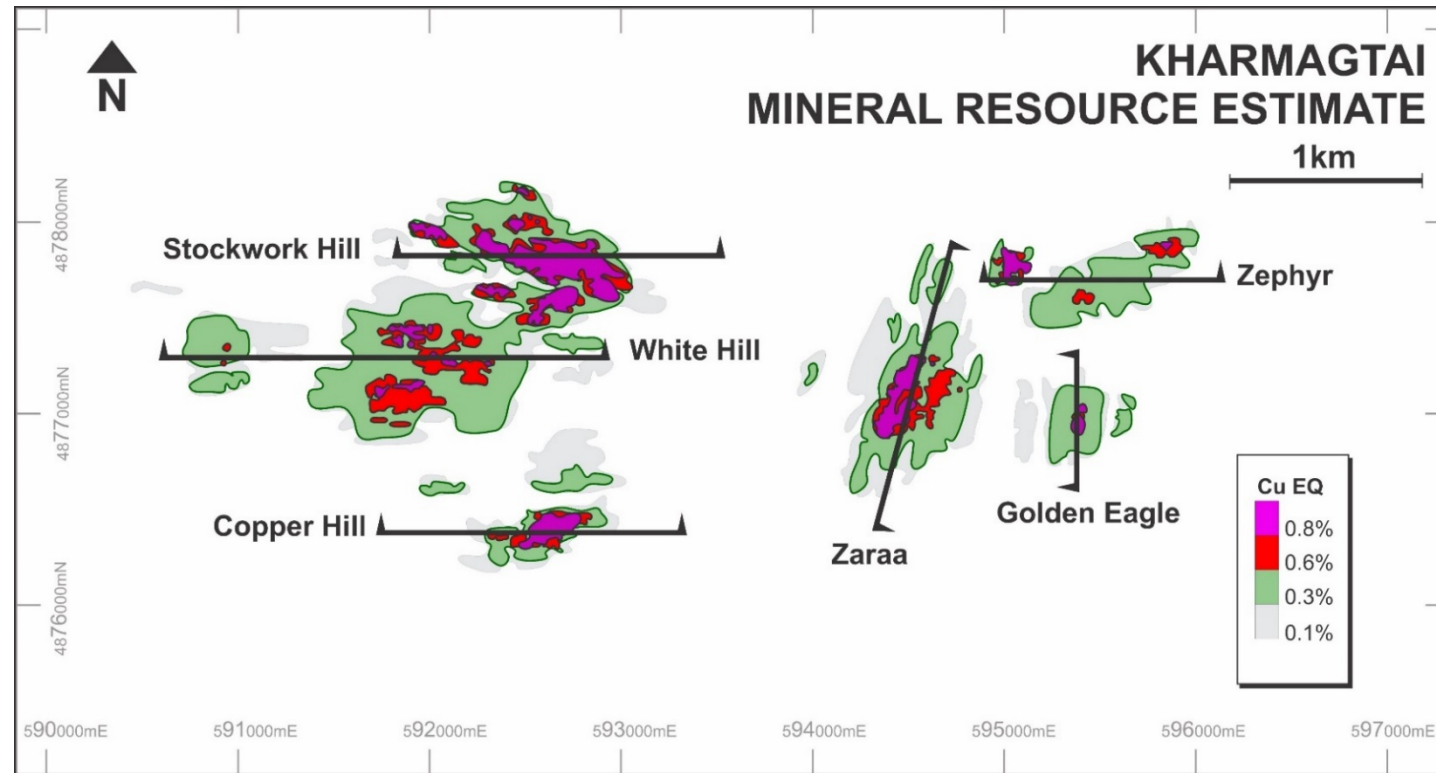 KHARMAGTAI
MINERAL RESOURCE ESTIMATE
N
1km
4878000mN
Stockwork Hill
Zephyr
White Hill
4877000mN
Golden Eagle
Copper Hill
Zaraa
Cu EQ
0.8%
0.6%
0.3%
0.1%
4876000mN
590000mE 591000mE 592000mE 593000mE 594000mE 595000mE 596000mE 597000mE